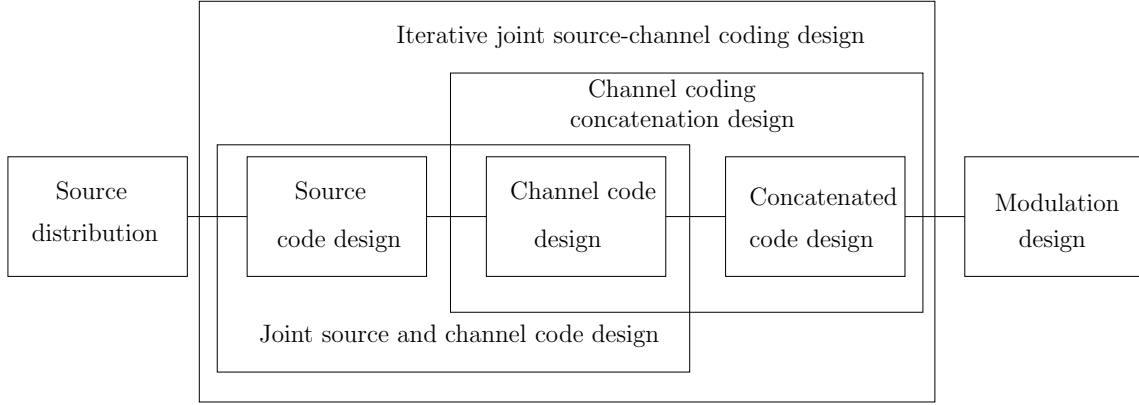 Iterative joint source-channel coding design
Channel coding
concatenation design
Source
distribution
Source
code design
Channel code
design
Concatenated
code design
Modulation
design
Joint source and channel code design